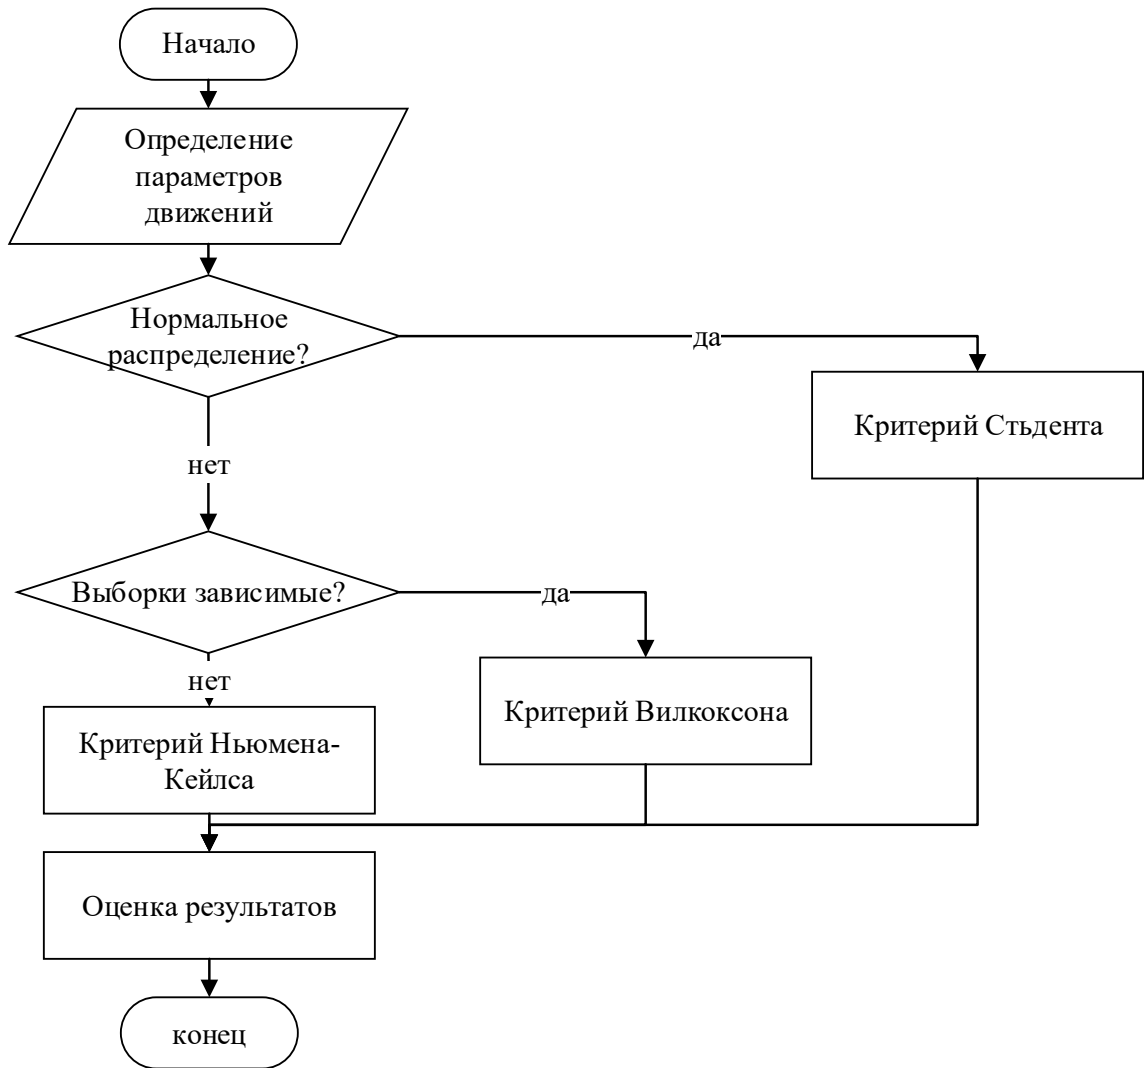 Начало
Определение
параметров
движений
Нормальное
распределение?
да
Критерий Стьдента
нет
Выборки зависимые?
да
нет
Критерий Вилкоксона
Критерий Ньюмена-
Кейлса
Оценка результатов
конец